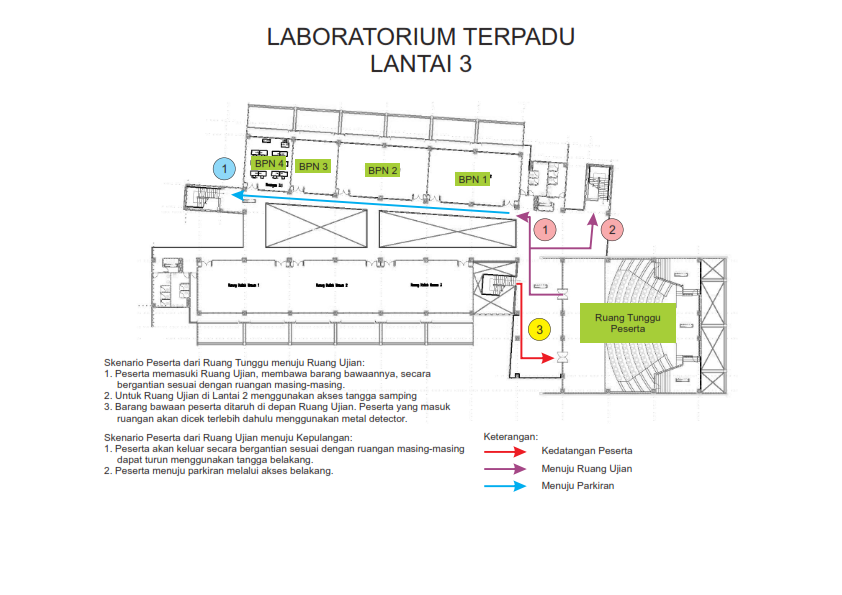 LABORATORIUM TERPADU
LANTAI 3
BPN 4
BPN 3
BPN 2
BPN 1
1
1
2
3
Ruang Tunggu
Peserta
Skenario Peserta dari Ruang Tunggu menuju Ruang Ujian:
1. Peserta memasuki Ruang Ujian, membawa barang bawaannya, secara
bergantian sesuai dengan ruangan masing-masing.
2. Untuk Ruang Ujian di Lantai 2 menggunakan akses tangga samping
3. Barang bawaan peserta ditaruh di depan Ruang Ujian. Peserta yang masuk
ruangan akan dicek terlebih dahulu menggunakan metal detector.
Skenario Peserta dari Ruang Ujian menuju Kepulangan:
1. Peserta akan keluar secara bergantian sesuai dengan ruangan masing-masing
dapat turun menggunakan tangga belakang.
2. Peserta menuju parkiran melalui akses belakang.
Keterangan:
Kedatangan Peserta
Menuju Ruang Ujian
Menuju Parkiran